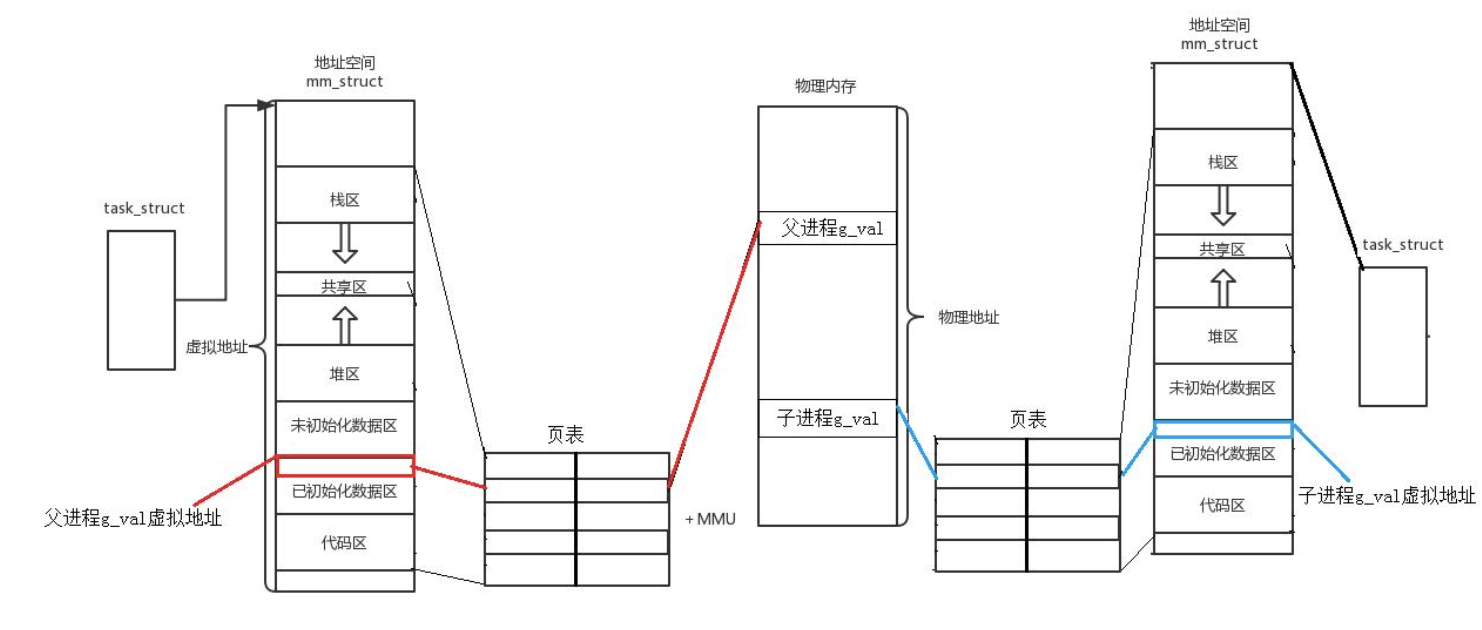 地址空间
mm_struct
栈区
共享区
堆区
未初始化数据区
已初始化数据区
代码区
task_struct
虚拟地址
父进程g_val虚拟地址
页表
+ MMU
物理内存
父进程g_val
子进程g_val
物理地址
页表
地址空间
mm_struct
栈区
共享区
堆区
未初始化数据区
已初始化数据区
代码区
task_struct
子进程g_val虚拟地址